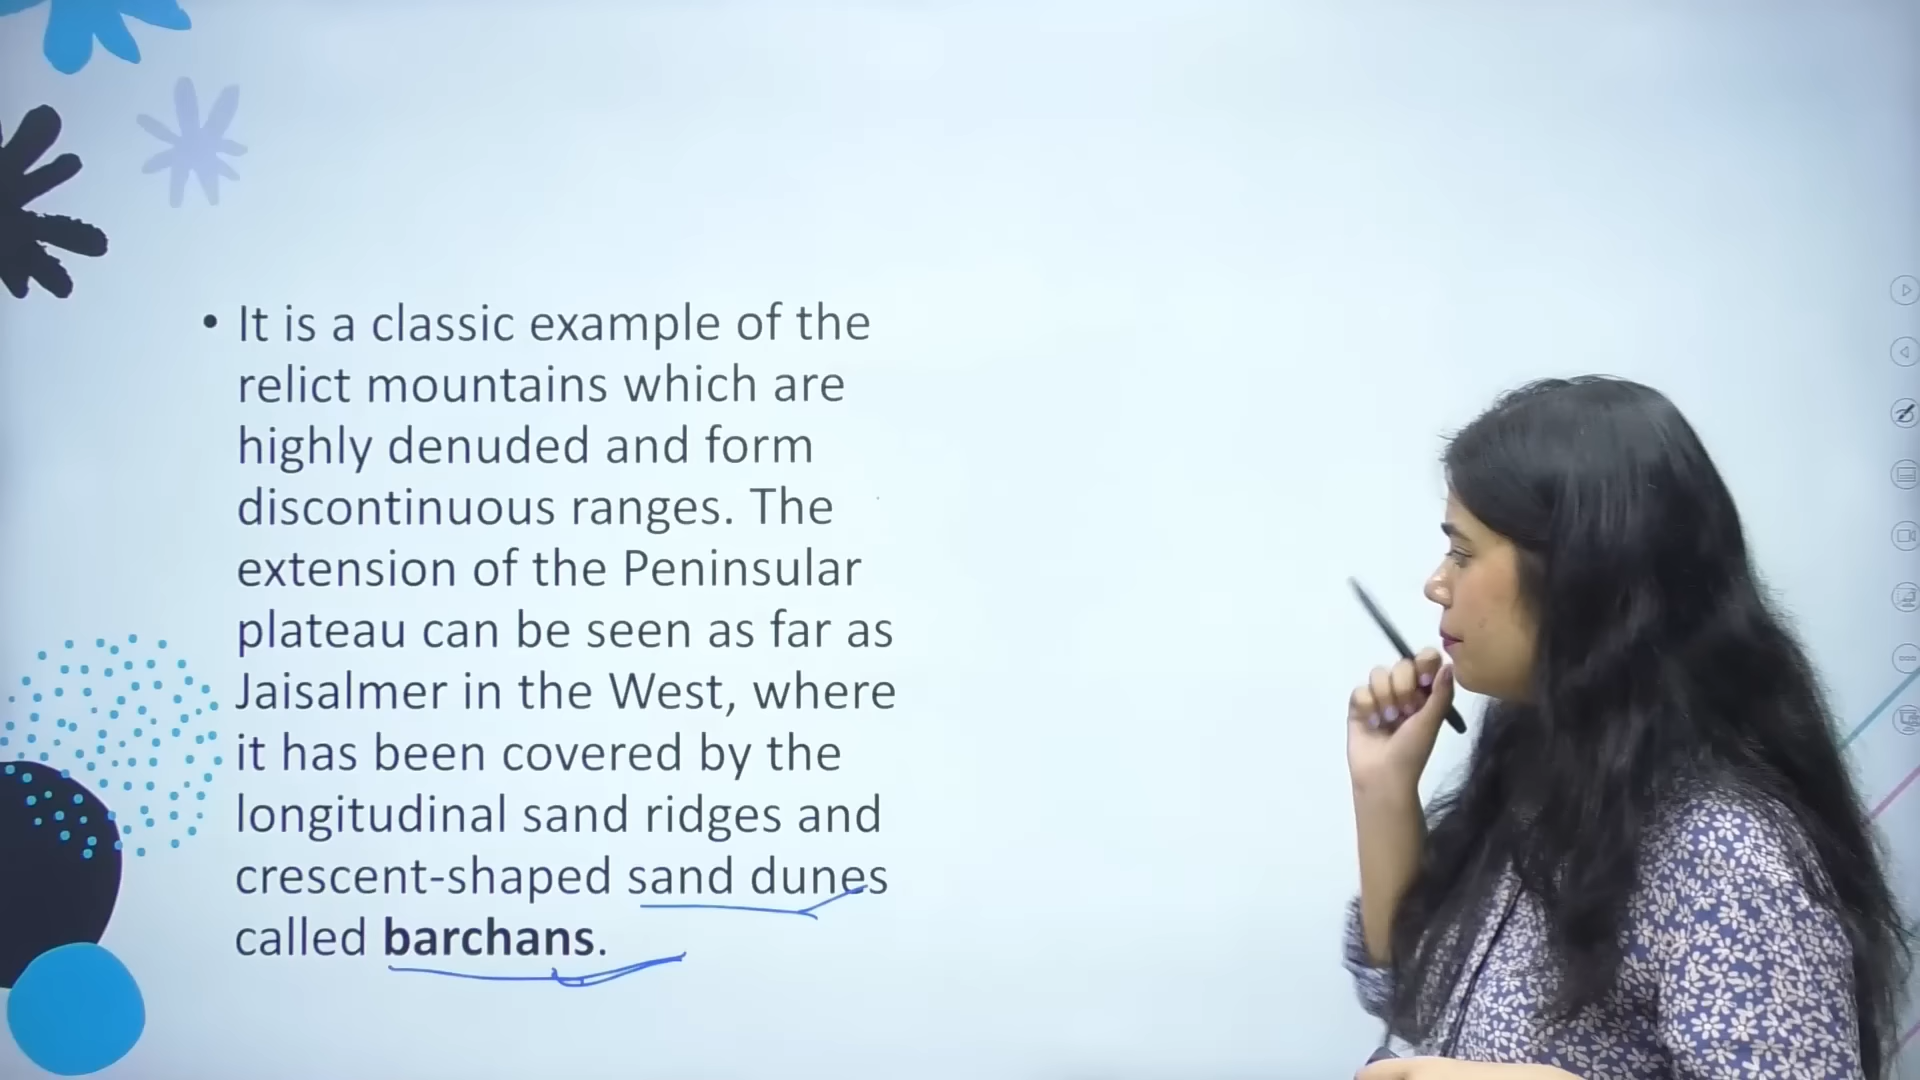 • It is a classic example of the
relict mountains which are
highly denuded and form
discontinuous ranges. The
extension of the Peninsular
plateau can be seen as far as
Jaisalmer in the West, where
it has been covered by the
longitudinal sand ridges and
crescent-shaped sand dunes
called barchans.